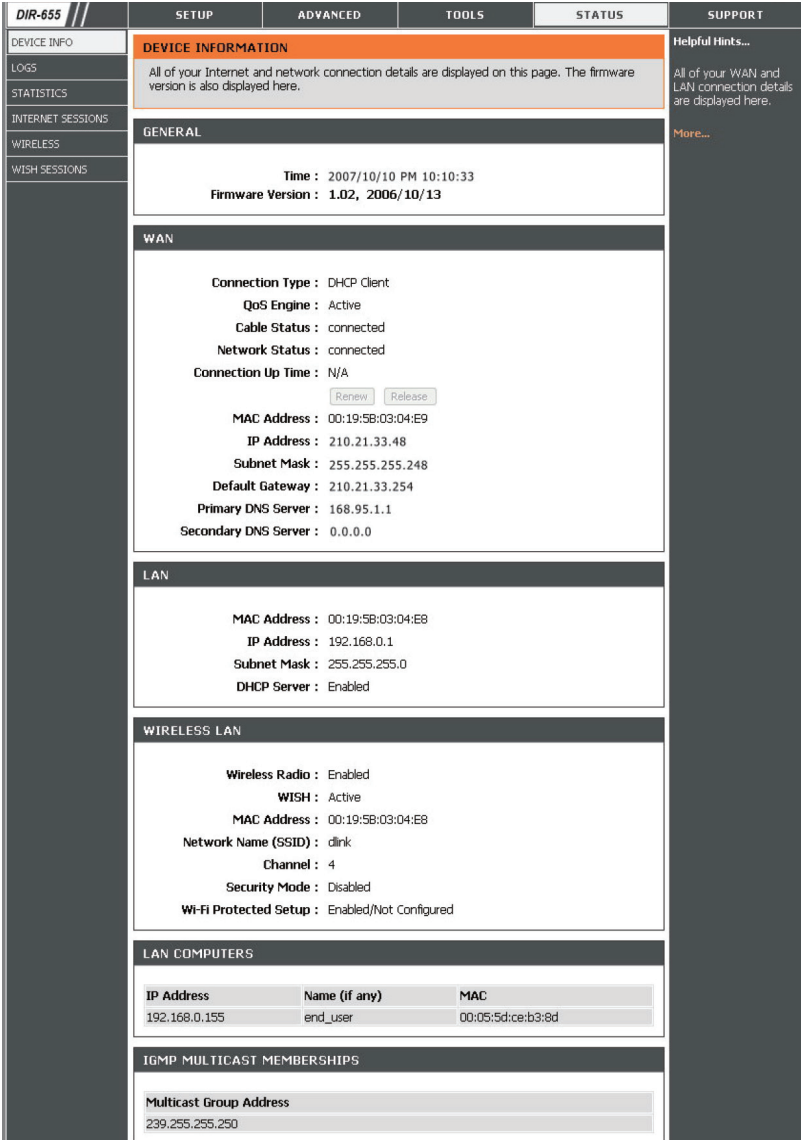 DIR-655 SETUP ADVANCED TOOLS STATUS SUPPORT
DEVICE INFO
LOGS
STATISTICS
INTERNET SESSIONS
WIRELESS
WISH SESSIONS
DEVICE INFORMATION
All of your Internet and network connection details are displayed on this page. The firmware
version is also displayed here.
GENERAL
Time : 2007/10/10 PM 10:10:33
Firmware Version : 1.02, 2006/10/13
WAN
Connection Type : DHCP Client
QoS Engine : Active
Cable Status : connected
Network Status : connected
Connection Up Time : N/A
Renew Release
MAC Address : 00:19:5B:03:04:E9
IP Address : 210.21.33.48
Subnet Mask : 255.255.255.248
Default Gateway : 210.21.33.254
Primary DNS Server : 168.95.1.1
Secondary DNS Server : 0.0.0.0
LAN
MAC Address : 00:19:5B:03:04:E8
IP Address : 192.168.0.1
Subnet Mask : 255.255.255.0
DHCP Server : Enabled
WIRELESS LAN
Wireless Radio : Enabled
WISH : Active
MAC Address : 00:19:5B:03:04:E8
Network Name (SSID) : dlink
Channel : 4
Security Mode : Disabled
Wi-Fi Protected Setup : Enabled/Not Configured
LAN COMPUTERS
IP Address Name (if any) MAC
192.168.0.155 end_user 00:05:5d:ce:b3:8d
IGMP MULTICAST MEMBERSHIPS
Multicast Group Address
239.255.255.250
Helpful Hints...
All of your WAN and
LAN connection details
are displayed here.
More...